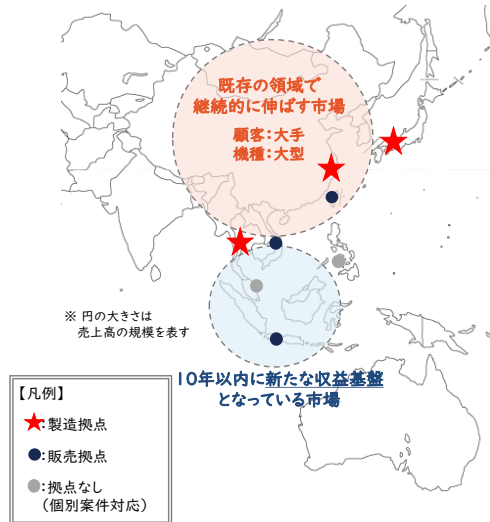 既存の領域で
継続的に伸ばす市場
顧客：大手
機種：大型
※ 円の大きさは
売上高の規模を表す
10年以内に新たな収益基盤
となっている市場
【凡例】
：製造拠点
：販売拠点
：拠点なし
（個別案件対応）